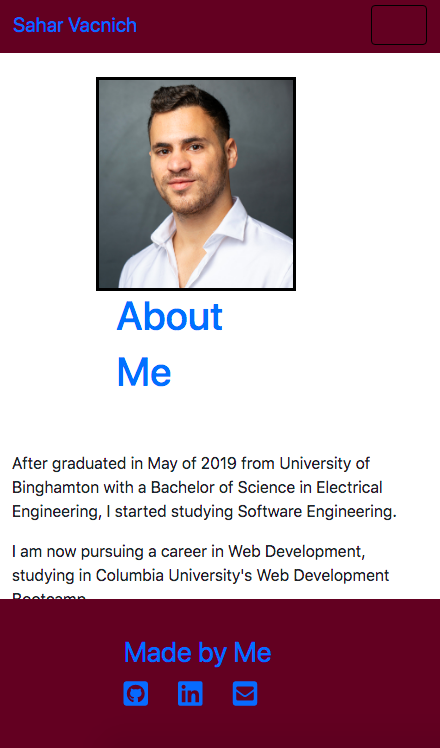 Sahar Vacnich
About
Me
After graduated in May of 2019 from University of
Binghamton with a Bachelor of Science in Electrical
Engineering, I started studying Software Engineering.
I am now pursuing a career in Web Development,
studying in Columbia University's Web Development
Bootcamp
Made by Me